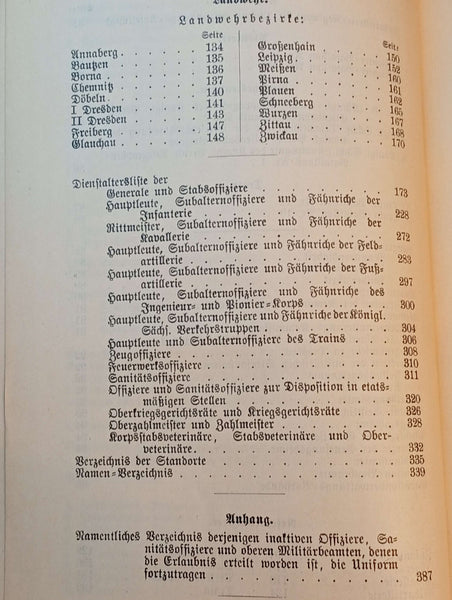 Landwehr.
Landwehrbezirke:
Seite
Annaberg . . . . . . 134
Bautzen . . . . . . 135
Borna . . . . . . 136
Chemnitz . . . . . . 137
Döbeln . . . . . . 140
I Dresden . . . . . . 141
II Dresden . . . . . . 143
Freiberg . . . . . . 147
Glauchau . . . . . . 148
Seite
Großenhain . . . . . 150
Leipzig . . . . . . 152
Meißen . . . . . . 160
Pirna . . . . . . 161
Plauen . . . . . . 162
Schneeberg . . . . . 165
Wurzen . . . . . . 167
Zittau . . . . . . 168
Zwickau . . . . . . 170
Dienstaltersliste der
Generale und Stabsoffiziere . . . . . . . 173
Hauptleute, Subalternoffiziere und Fähnriche der
Infanterie . . . . . . . . . . 228
Rittmeister, Subalternoffiziere und Fähnriche der
Kavallerie . . . . . . . . . . 272
Hauptleute, Subalternoffiziere und Fähnriche der Feld-
artillerie . . . . . . . . . . 283
Hauptleute, Subalternoffiziere und Fähnriche der Fuß-
artillerie . . . . . . . . . . 297
Hauptleute, Subalternoffiziere und Fähnriche des
Ingenieur- und Pionier-Korps . . . . . 300
Hauptleute, Subalternoffiziere und Fähnriche der Königl.
Sächs. Verkehrstruppen . . . . . . 304
Hauptleute und Subalternoffiziere des Trains . . . 306
Zeugoffiziere . . . . . . . . . . 308
Feuerwerksoffiziere . . . . . . . . . 310
Sanitätsoffiziere . . . . . . . . . 311
Offiziere und Sanitätsoffiziere zur Disposition in etats-
mäßigen Stellen . . . . . . . . 320
Oberkriegsgerichtsräte und Kriegsgerichtsräte . . . 326
Oberzahlmeister und Zahlmeister . . . . . . 328
Korpsstabsveterinäre, Stabsveterinäre und Ober-
veterinäre . . . . . . . . . . 332
Verzeichnis der Standorte . . . . . . . . 335
Namen-Verzeichnis . . . . . . . . . . 339
Anhang.
Namentliches Verzeichnis derjenigen inaktiven Offiziere, Sa-
nitätsoffiziere und oberen Militärbeamten, denen
die Erlaubnis erteilt worden ist, die Uniform
fortzutragen . . . . . . . . . . 387